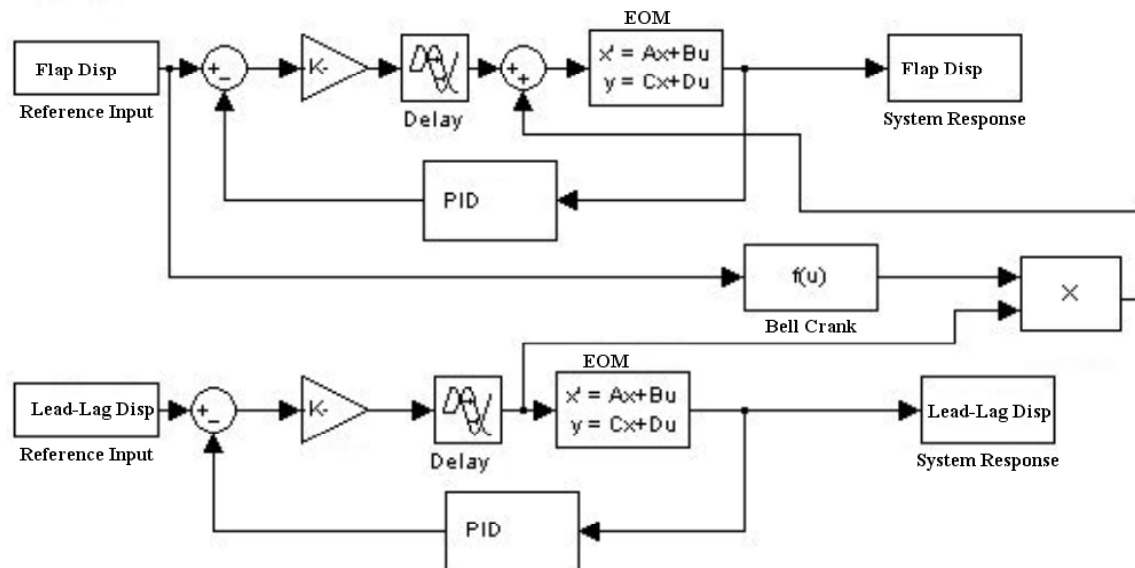 EOM
Flap Disp
+
−
K-
+
+
x' = Ax+Bu
y = Cx+Du
Flap Disp
Reference Input
Delay
System Response
PID
f(u)
×
Bell Crank
EOM
Lead-Lag Disp
+
−
K-
x' = Ax+Bu
y = Cx+Du
Lead-Lag Disp
Reference Input
Delay
System Response
PID